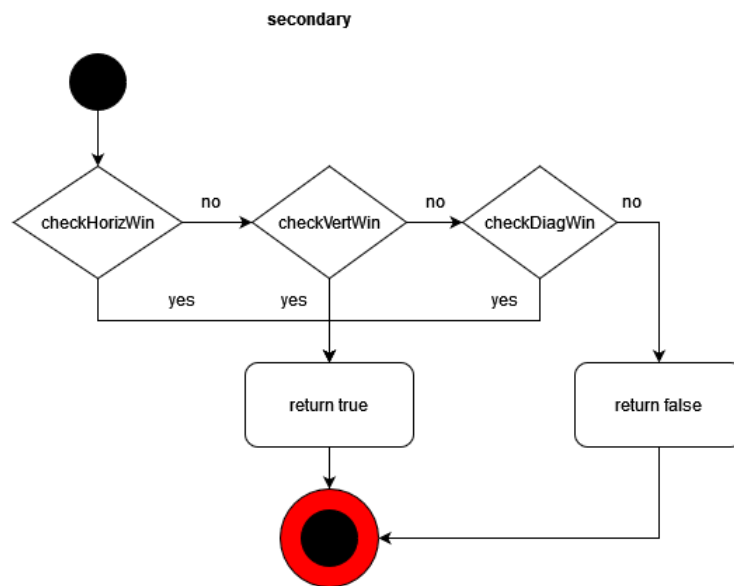 secondary
no
no
no
checkHorizWin
checkVertWin
checkDiagWin
yes
yes
yes
return true
return false